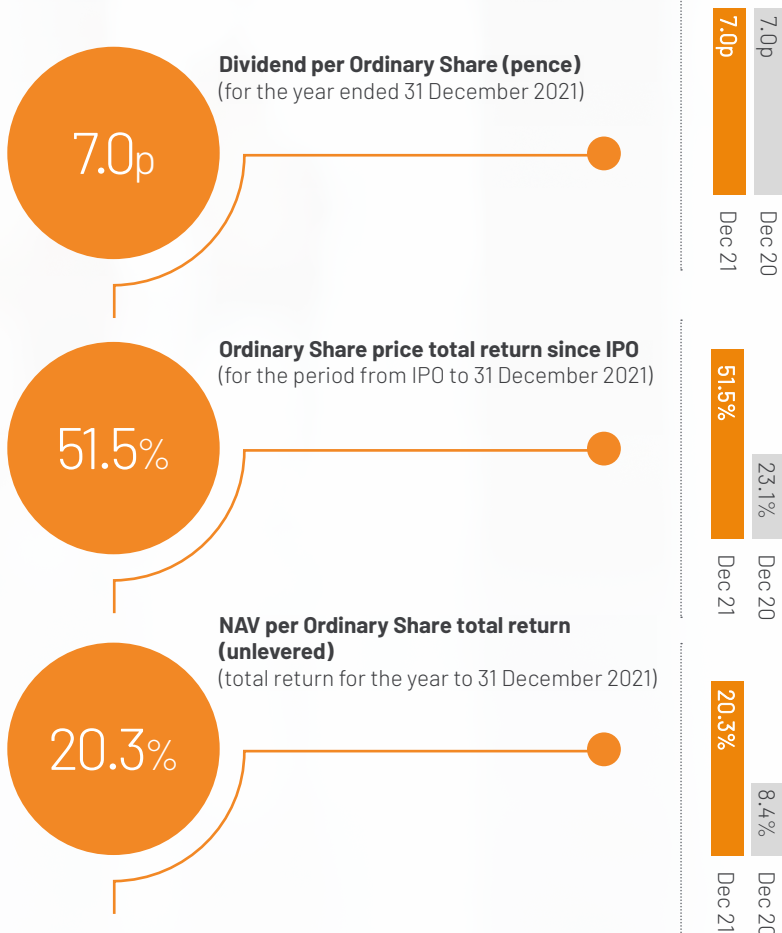 Dividend per Ordinary Share (pence)
(for the year ended 31 December 2021)
7.0p
7.0p
7.0p
Dec 21
Dec 20
Ordinary Share price total return since IPO
(for the period from IPO to 31 December 2021)
51.5%
51.5%
23.1%
Dec 21
Dec 20
NAV per Ordinary Share total return
(unlevered)
(total return for the year to 31 December 2021)
20.3%
20.3%
8.4%
Dec 21
Dec 20